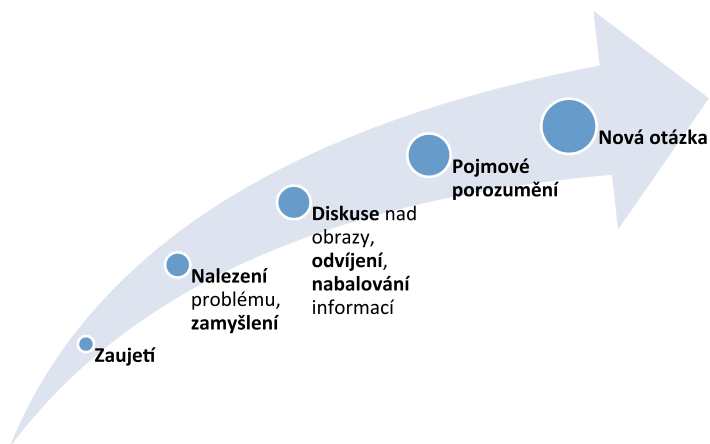 Zaujetí
Nalezení
problému,
zamyšlení
Diskuse nad
obrazy,
odvíjení,
nabalování
informací
Pojmové
porozumění
Nová otázka